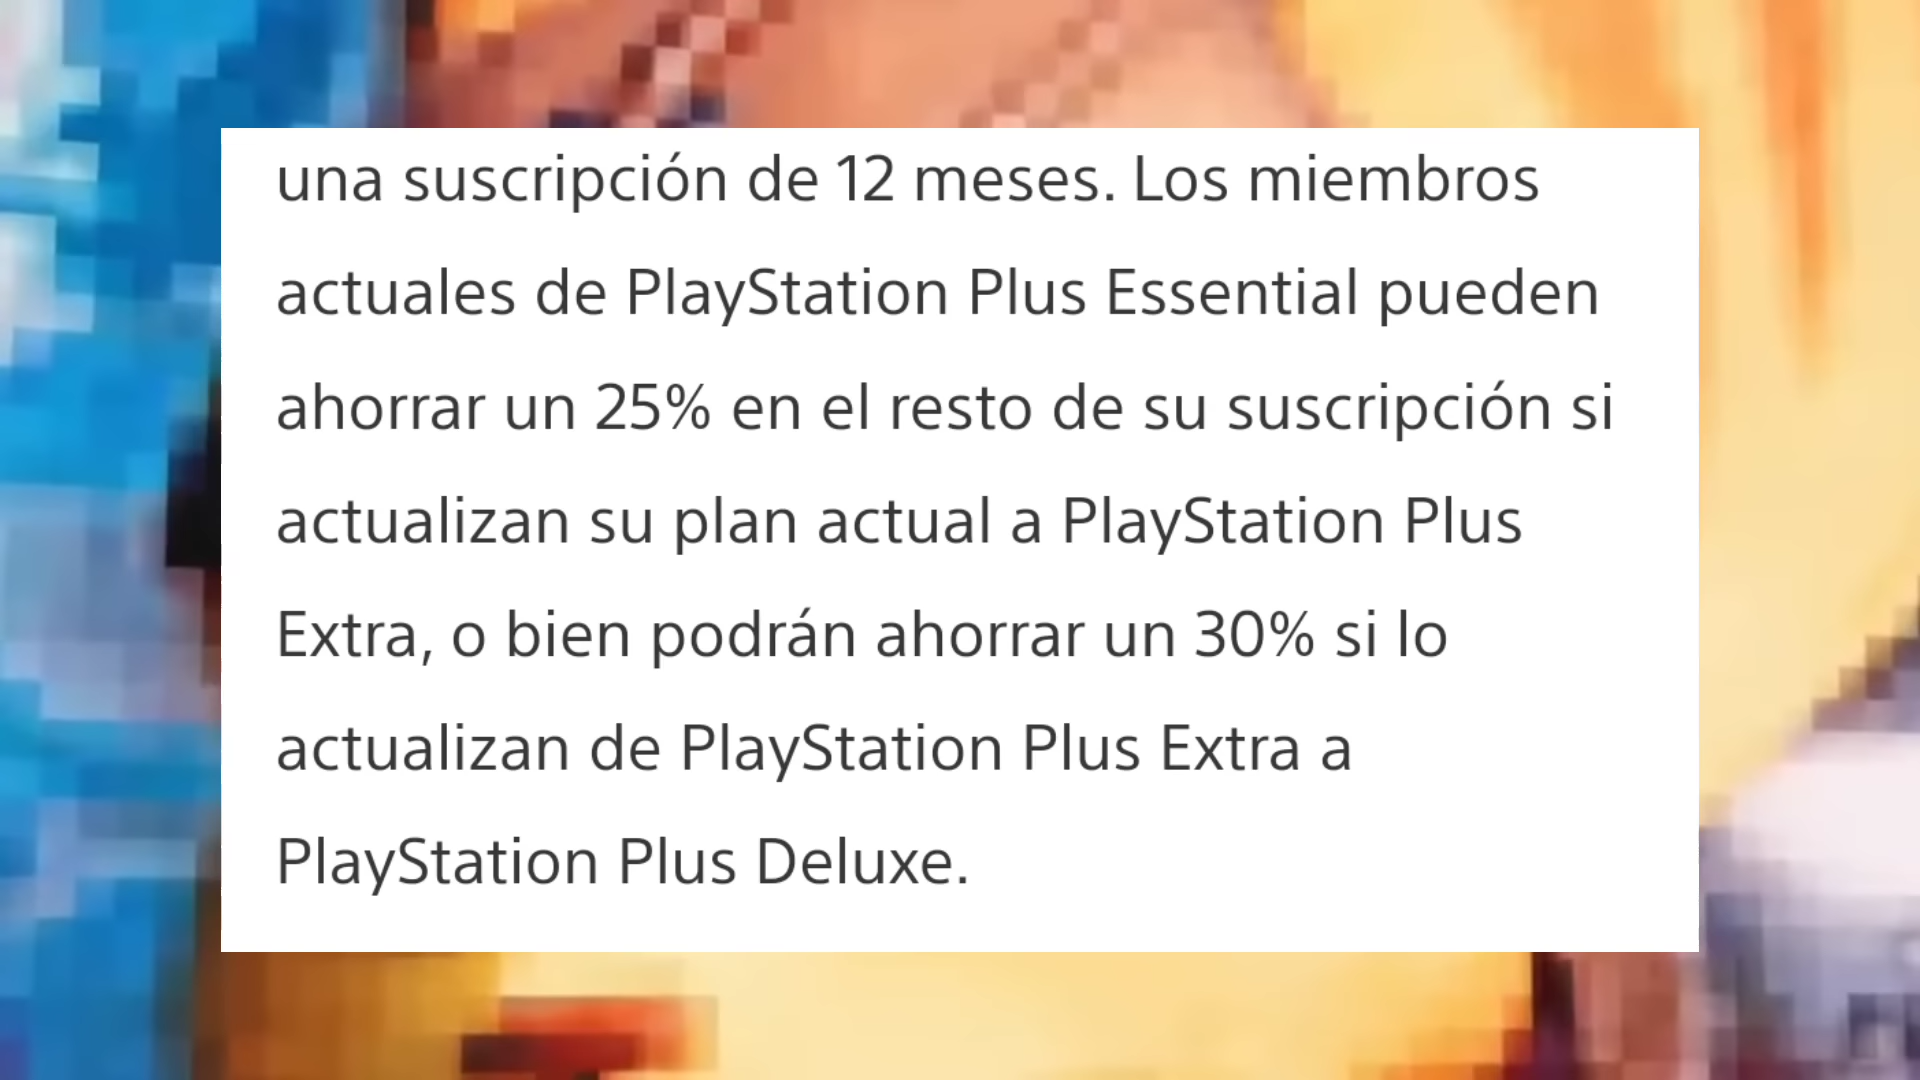 una suscripción de 12 meses. Los miembros
actuales de PlayStation Plus Essential pueden
ahorrar un 25% en el resto de su suscripción si
actualizan su plan actual a PlayStation Plus
Extra, o bien podrán ahorrar un 30% si lo
actualizan de PlayStation Plus Extra a
PlayStation Plus Deluxe.